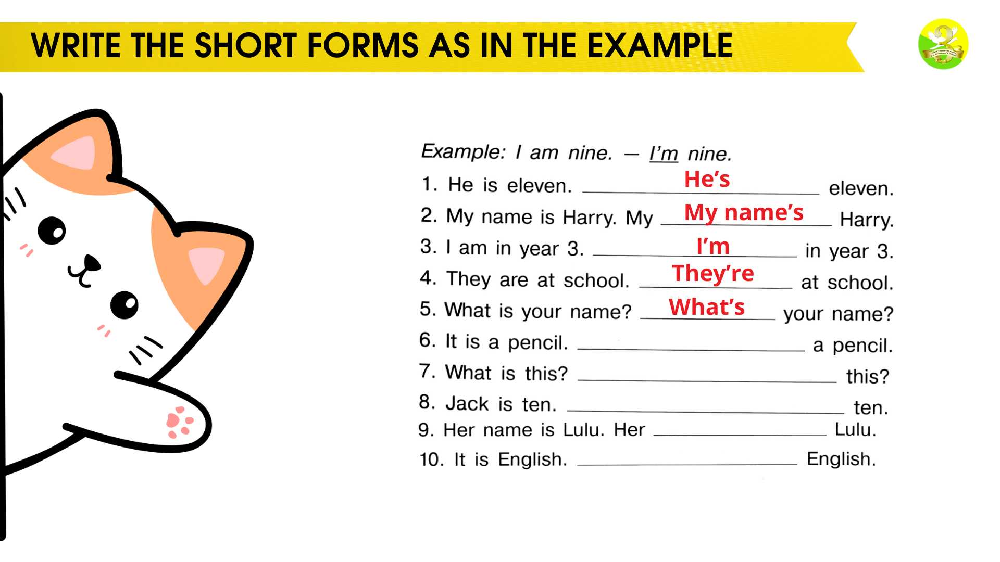 WRITE THE SHORT FORMS AS IN THE EXAMPLE
Example: I am nine. — I’m nine.
1. He is eleven. He’s eleven.
2. My name is Harry. My My name’s Harry.
3. I am in year 3. I’m in year 3.
4. They are at school. They’re at school.
5. What is your name? What’s your name?
6. It is a pencil. a pencil.
7. What is this? this?
8. Jack is ten. ten.
9. Her name is Lulu. Her Lulu.
10. It is English. English.
3